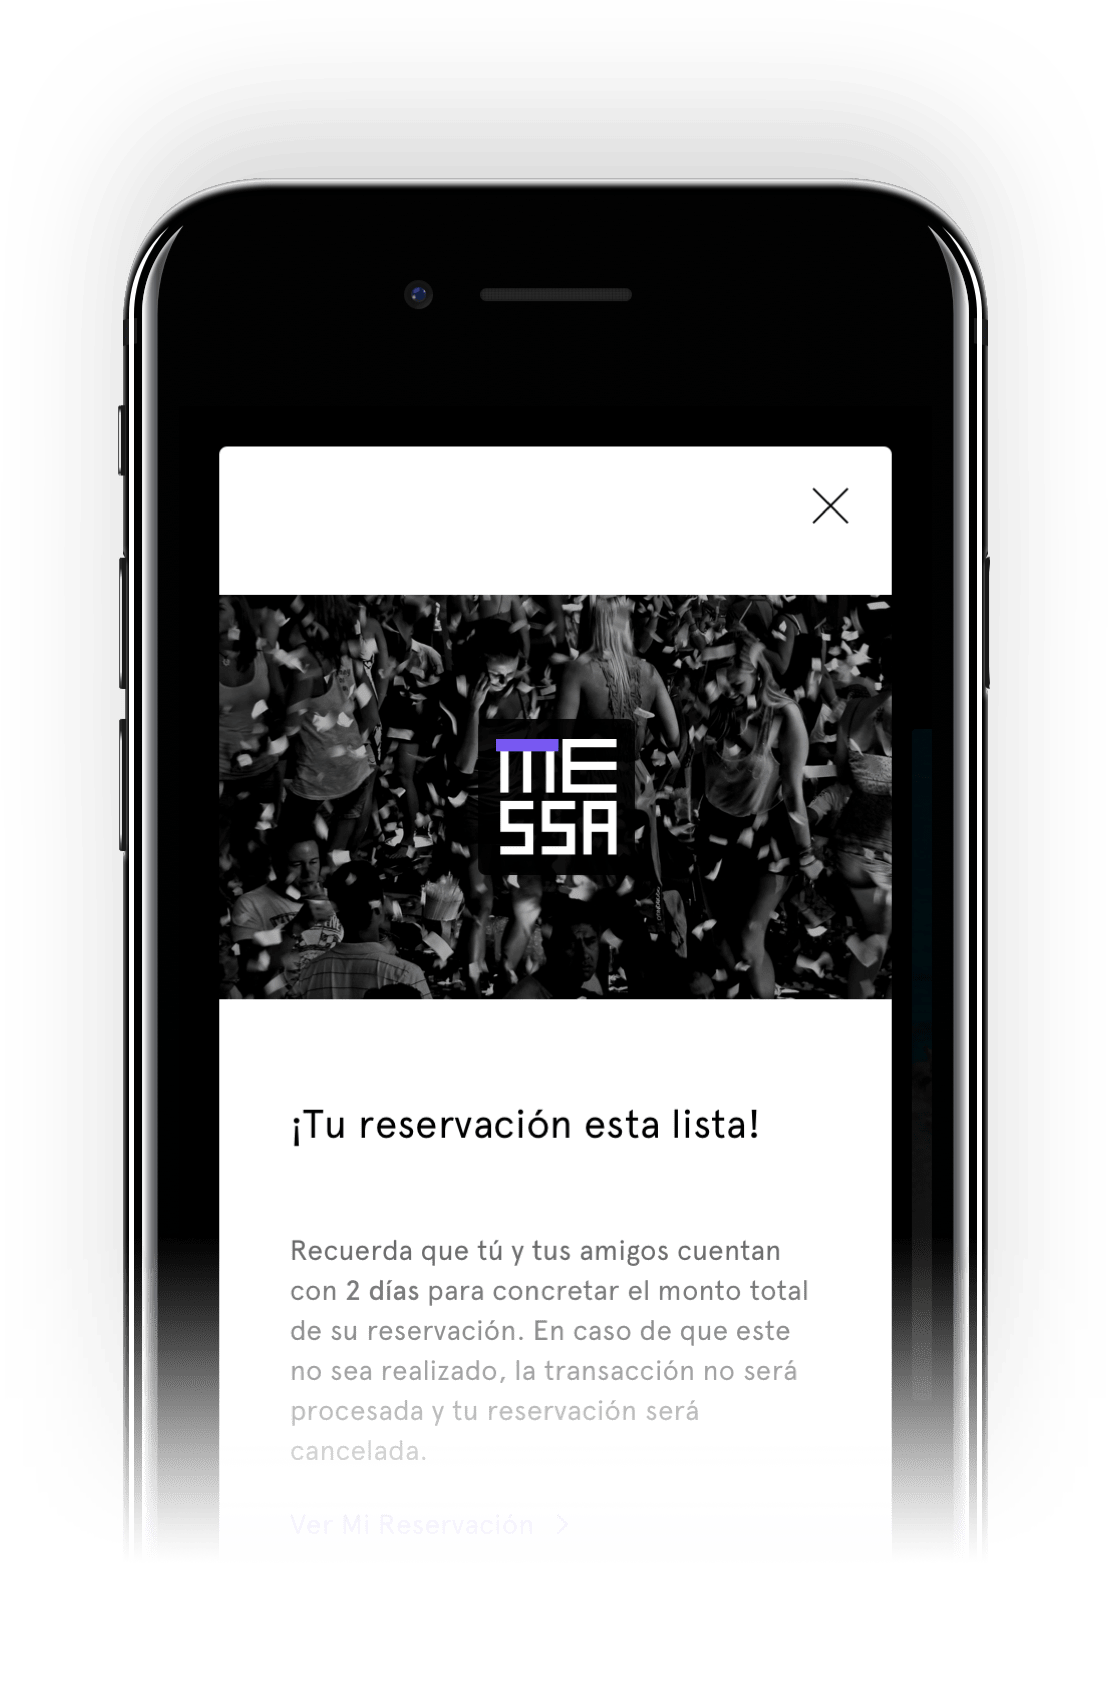 ME
SSA
¡Tu reservación esta lista!
Recuerda que tú y tus amigos cuentan
con 2 días para concretar el monto total
de su reservación. En caso de que este
no sea realizado, la transacción no será
procesada y tu reservación será
cancelada.
Ver Mi Reservación